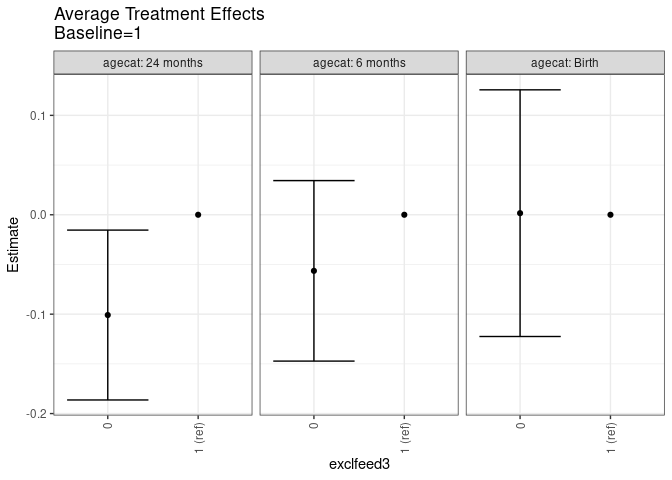 Average Treatment Effects
Baseline=1
agecat: 24 months
agecat: 6 months
agecat: Birth
Estimate
0.1
0.0
-0.1
-0.2
0
1 (ref)
0
1 (ref)
0
1 (ref)
exclfeed3